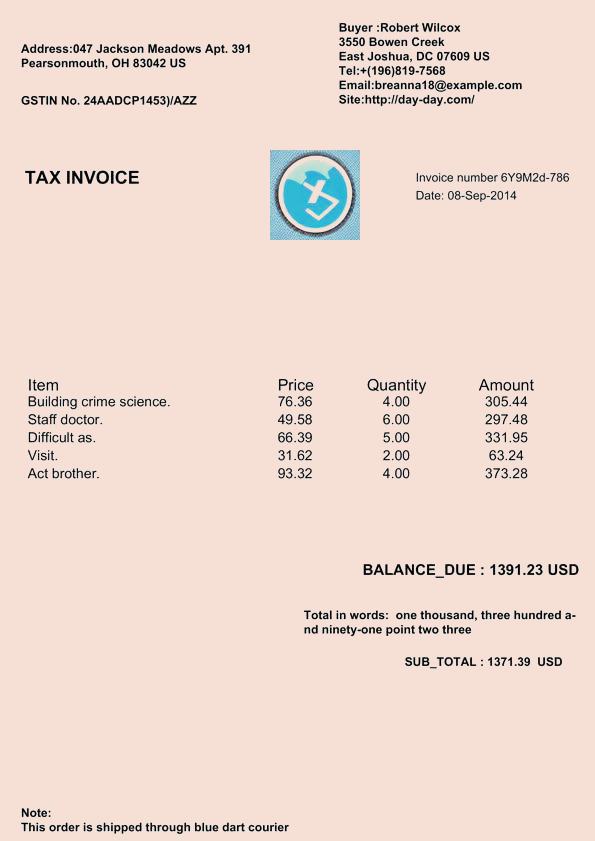 Address:047 Jackson Meadows Apt. 391
Pearsonmouth, OH 83042 US
GSTIN No. 24AADCP1453)/AZZ
Buyer :Robert Wilcox
3550 Bowen Creek
East Joshua, DC 07609 US
Tel:+(196)819-7568
Email:breanna18@example.com
Site:http://day-day.com/
TAX INVOICE
Invoice number 6Y9M2d-786
Date: 08-Sep-2014
Item Price Quantity Amount
Building crime science. 76.36 4.00 305.44
Staff doctor. 49.58 6.00 297.48
Difficult as. 66.39 5.00 331.95
Visit. 31.62 2.00 63.24
Act brother. 93.32 4.00 373.28
BALANCE_DUE : 1391.23 USD
Total in words: one thousand, three hundred a-
nd ninety-one point two three
SUB_TOTAL : 1371.39 USD
Note:
This order is shipped through blue dart courier